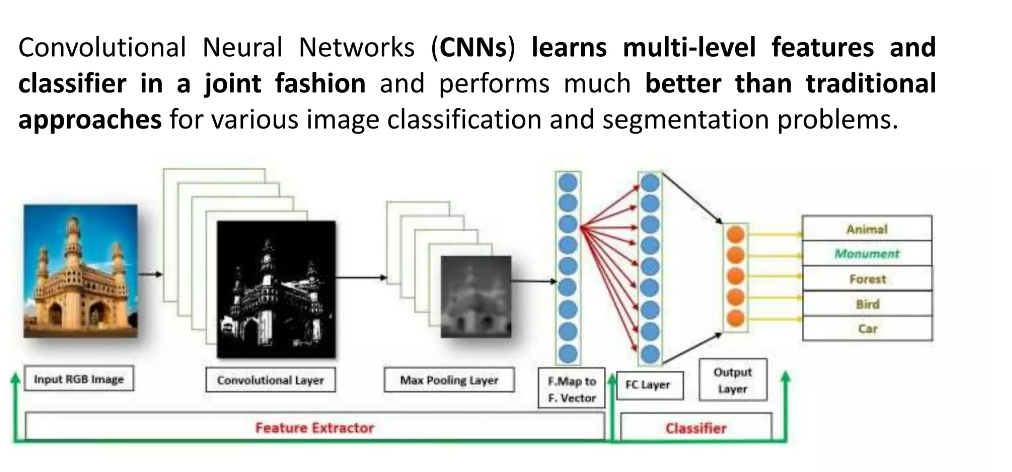 Convolutional Neural Networks (CNNs) learns multi-level features and
classifier in a joint fashion and performs much better than traditional
approaches for various image classification and segmentation problems.
Animal
Monument
Forest
Bird
Car
Input RGB Image
Convolutional Layer
Max Pooling Layer
F.Map to
F. Vector
FC Layer
Output
Layer
Feature Extractor
Classifier